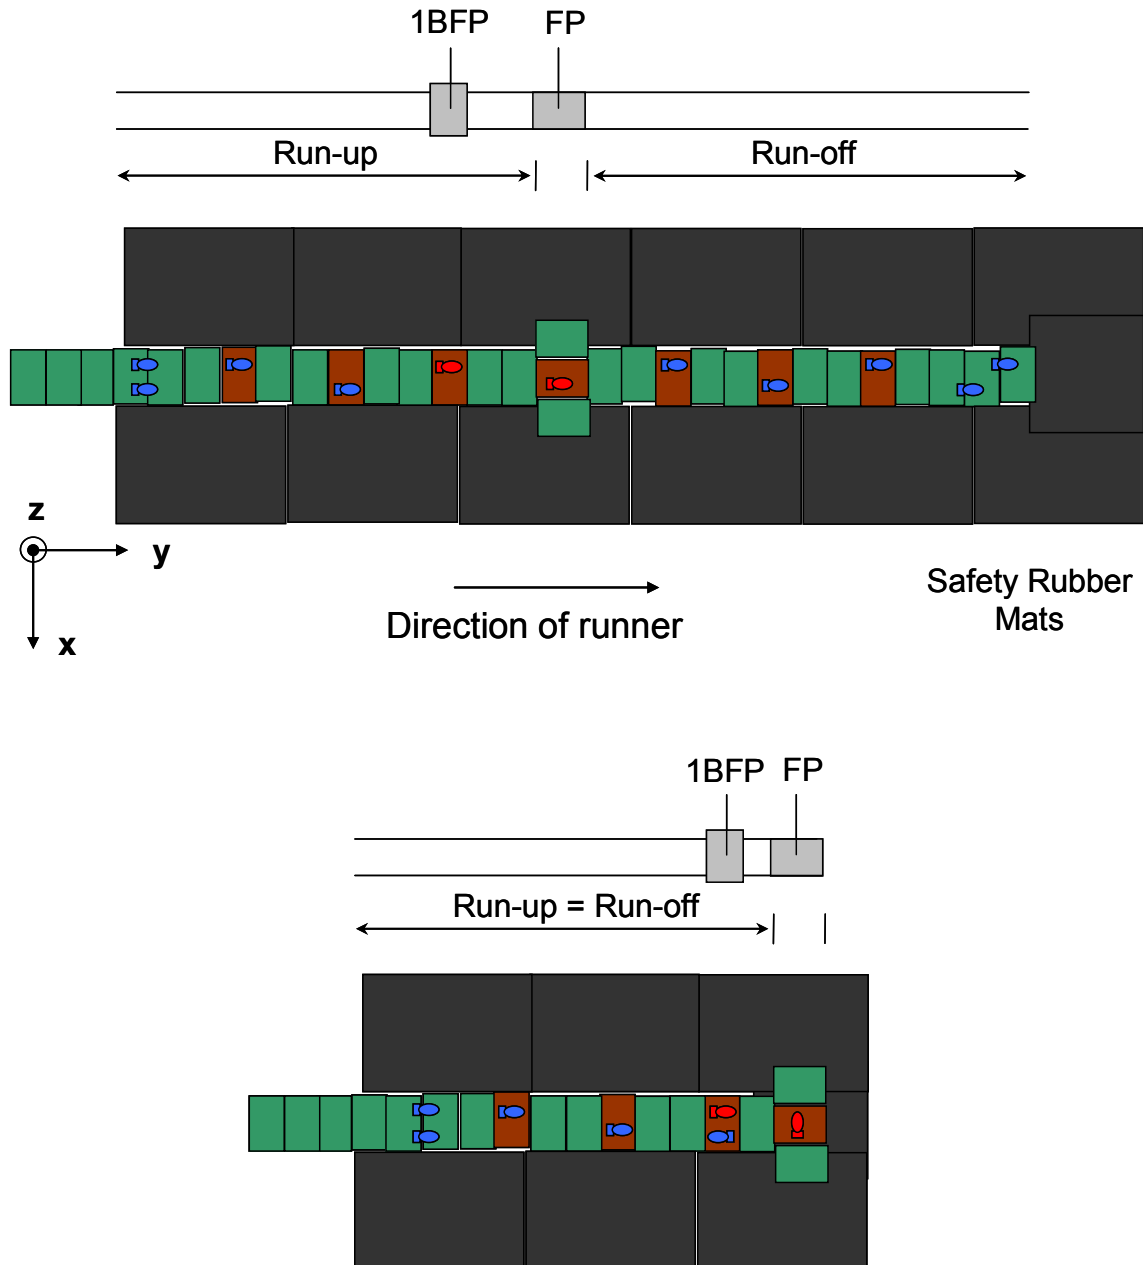 1BFP FP
Run-up Run-off
z
y
x
Direction of runner
Safety Rubber
Mats
1BFP FP
Run-up = Run-off